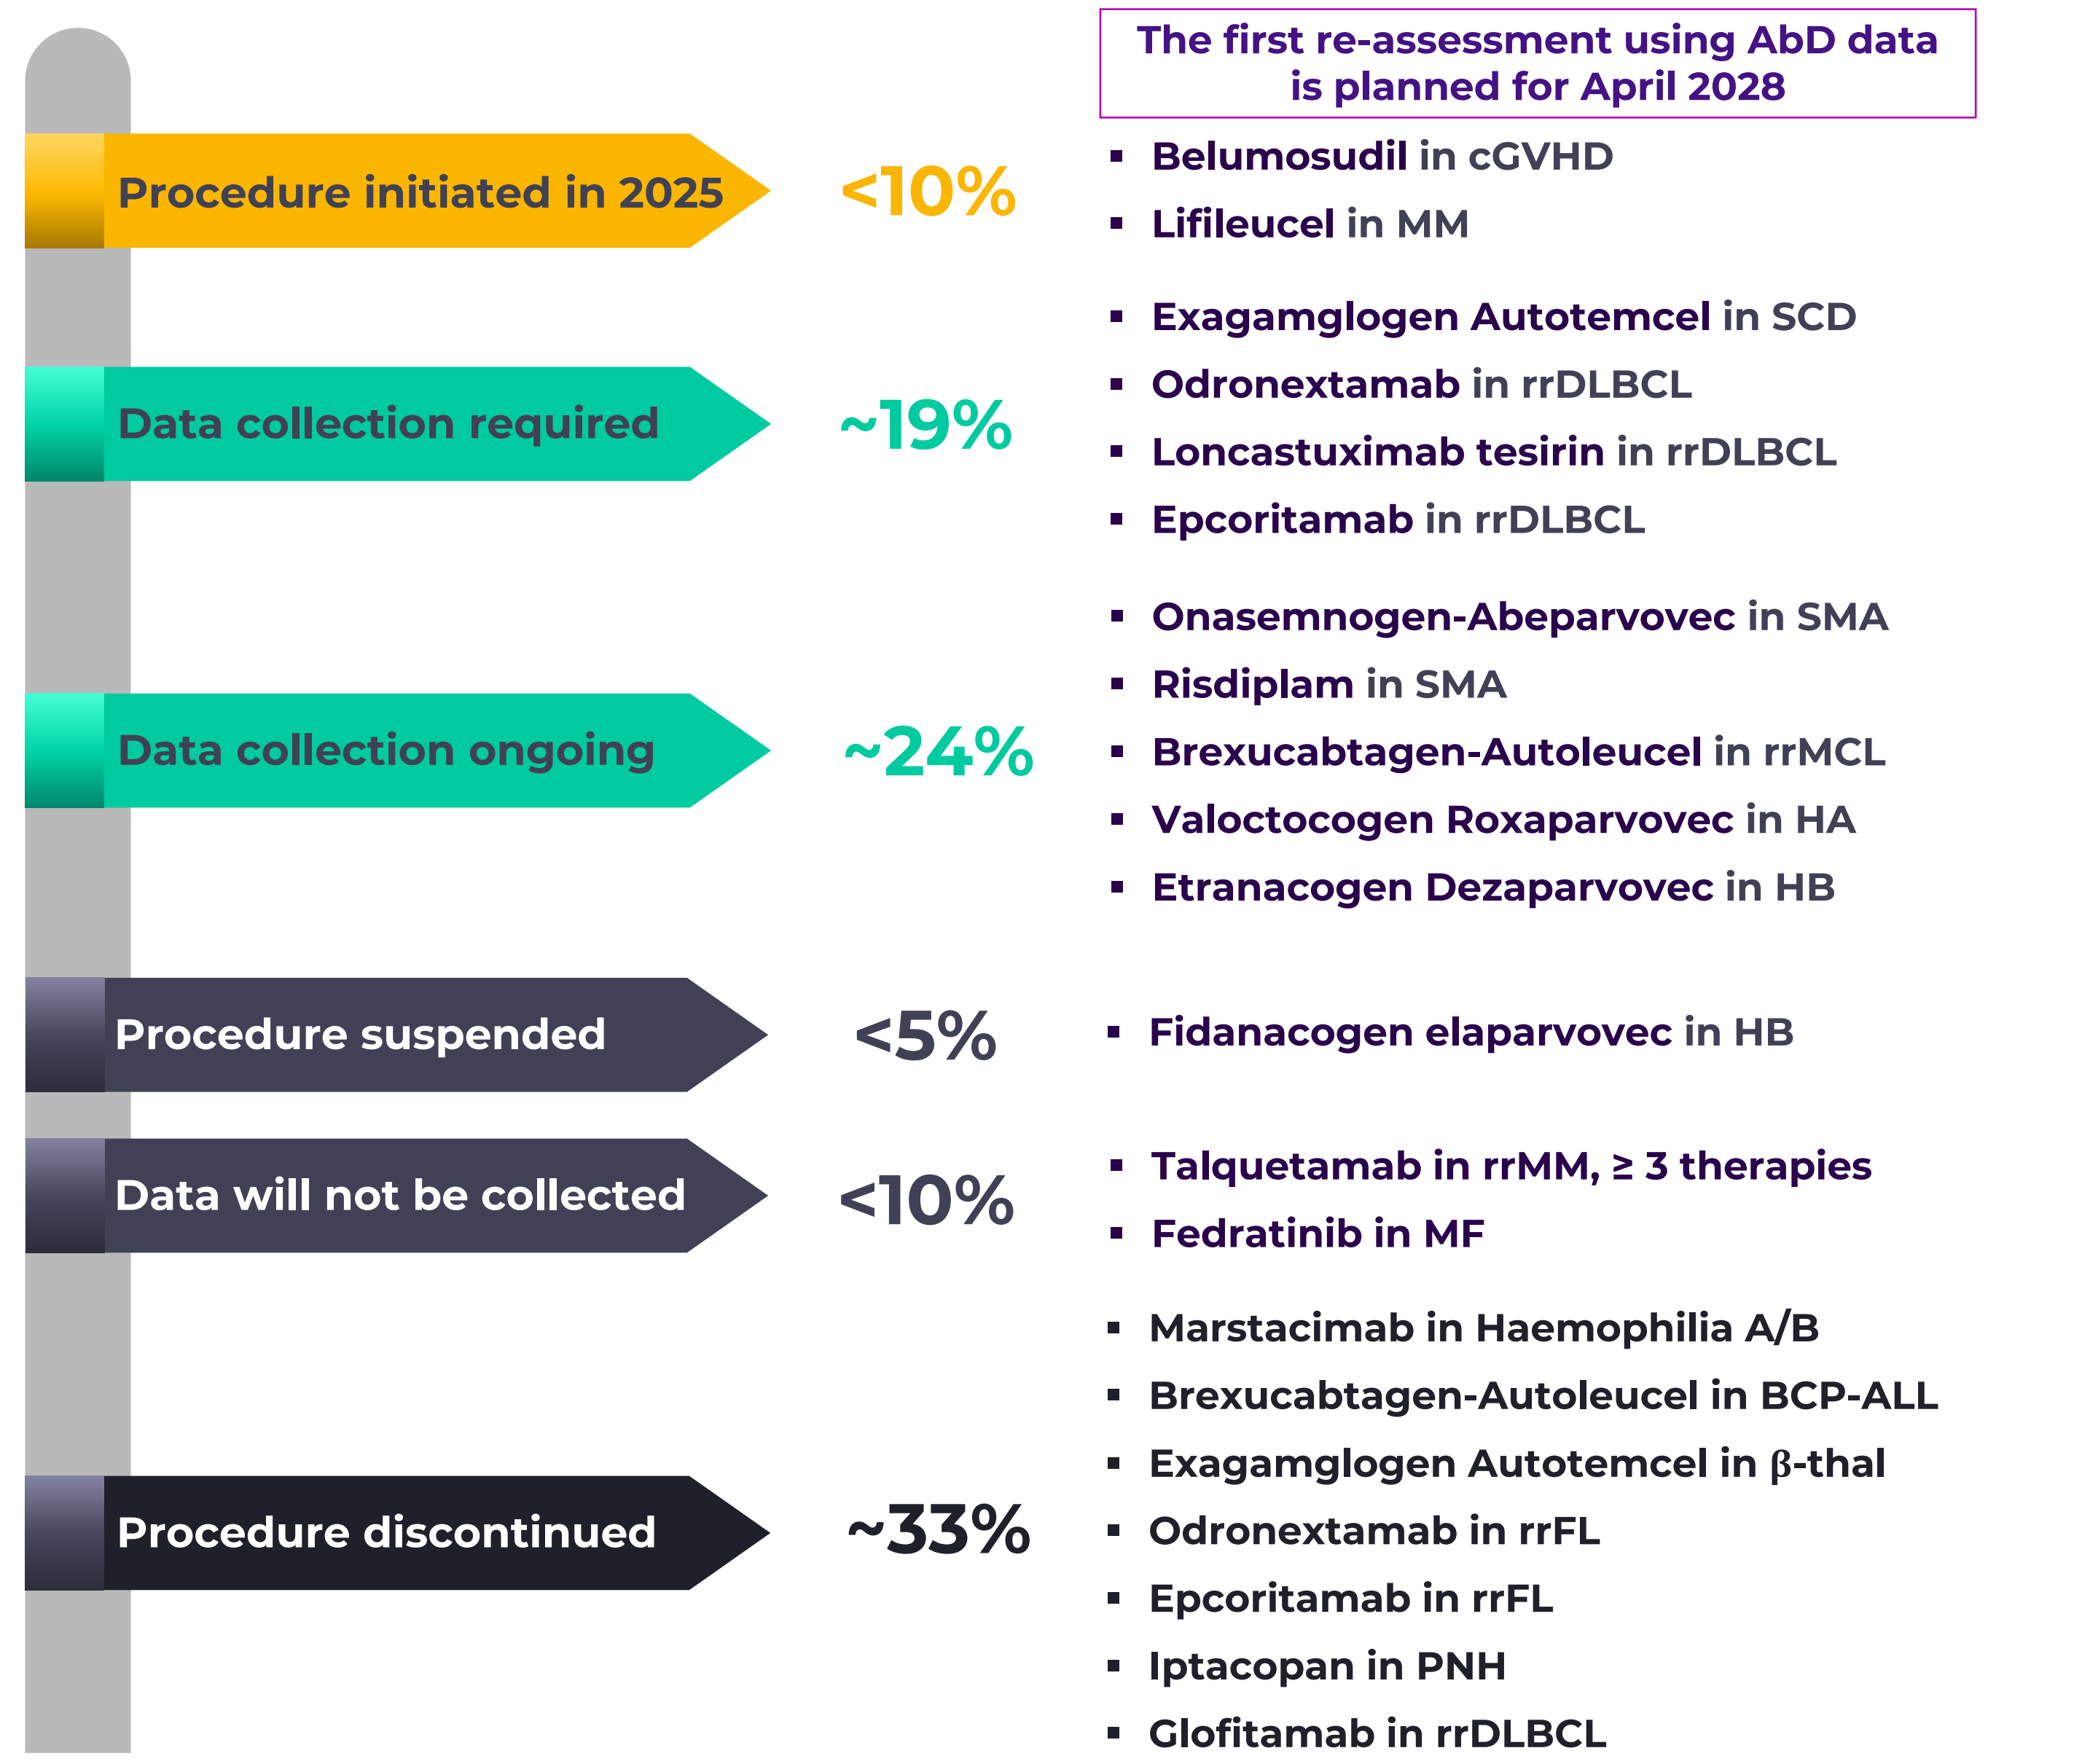 The first re-assessment using AbD data
is planned for April 2028
Procedure initiated in 2025
<10%
▪ Belumosudil in cGVHD
▪ Lifileucel in MM
Data collection required
~19%
▪ Exagamglogen Autotemcel in SCD
▪ Odronextamab in rrDLBCL
▪ Loncastuximab tesirin in rrDLBCL
▪ Epcoritamab in rrDLBCL
Data collection ongoing
~24%
▪ Onasemnogen-Abeparvovec in SMA
▪ Risdiplam in SMA
▪ Brexucabtagen-Autoleucel in rrMCL
▪ Valoctocogen Roxaparvovec in HA
▪ Etranacogen Dezaparvovec in HB
Procedure suspended
<5%
▪ Fidanacogen elaparvovec in HB
Data will not be collected
<10%
▪ Talquetamab in rrMM, ≥ 3 therapies
▪ Fedratinib in MF
Procedure discontinued
~33%
▪ Marstacimab in Haemophilia A/B
▪ Brexucabtagen-Autoleucel in BCP-ALL
▪ Exagamglogen Autotemcel in β-thal
▪ Odronextamab in rrFL
▪ Epcoritamab in rrFL
▪ Iptacopan in PNH
▪ Glofitamab in rrDLBCL